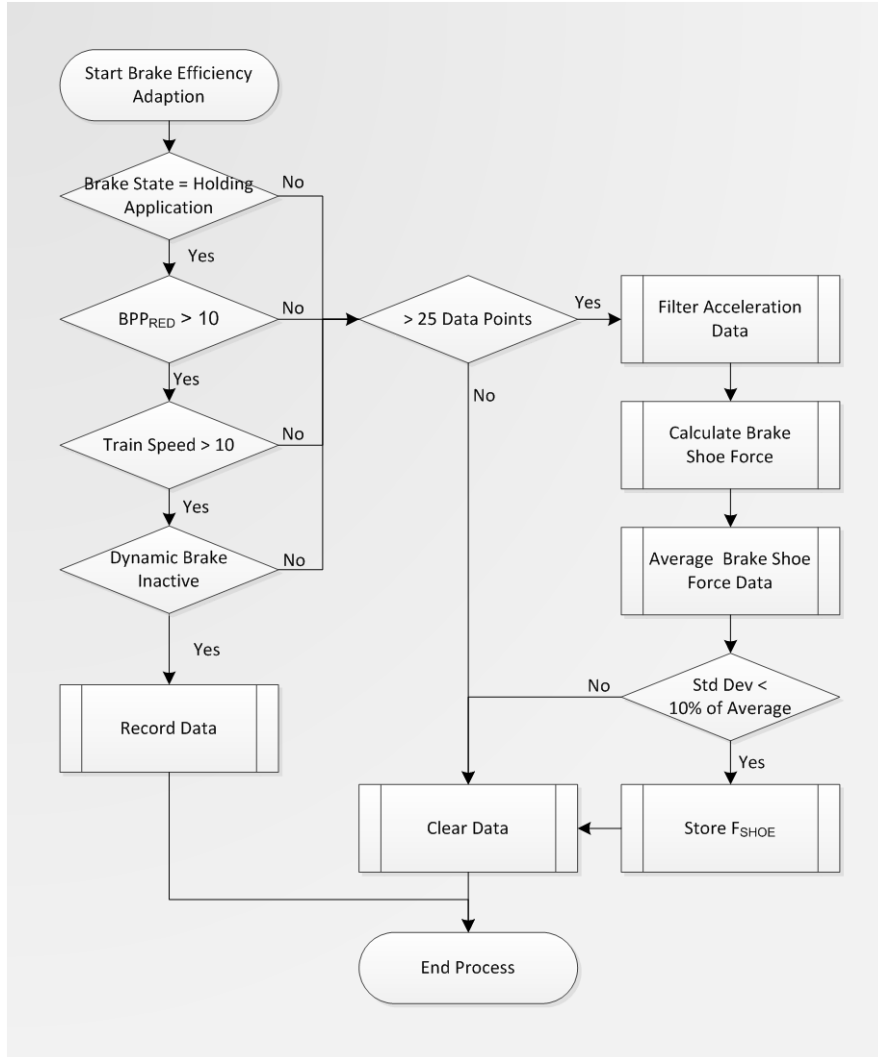 Start Brake Efficiency
Adaption
Brake State = Holding
Application
No
Yes
BPPRED > 10
No
Yes
Train Speed > 10
No
Yes
Dynamic Brake
Inactive
No
Yes
Record Data
> 25 Data Points
Yes
No
Filter Acceleration
Data
Calculate Brake
Shoe Force
Average Brake Shoe
Force Data
Std Dev <
10% of Average
No
Yes
Store FSHOE
Clear Data
End Process